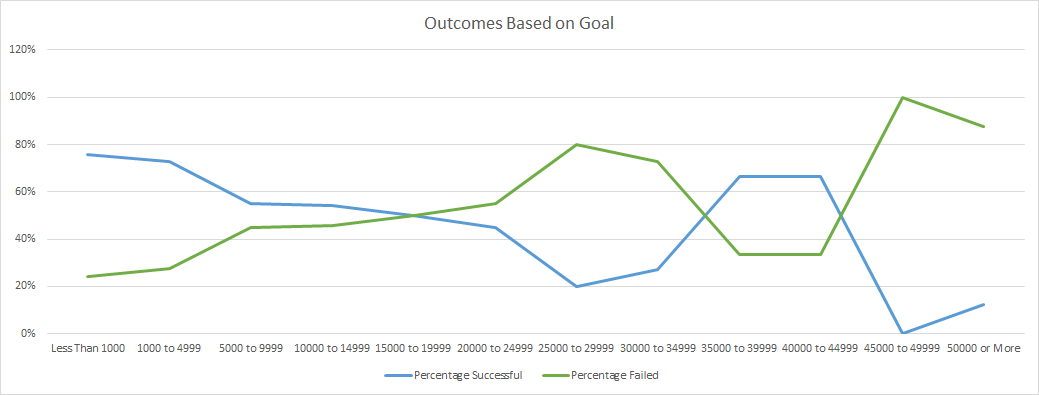 Outcomes Based on Goal
120%
100%
80%
60%
40%
20%
0%
Less Than 1000 1000 to 4999 5000 to 9999 10000 to 14999 15000 to 19999 20000 to 24999 25000 to 29999 30000 to 34999 35000 to 39999 40000 to 44999 45000 to 49999 50000 or More
Percentage Successful Percentage Failed